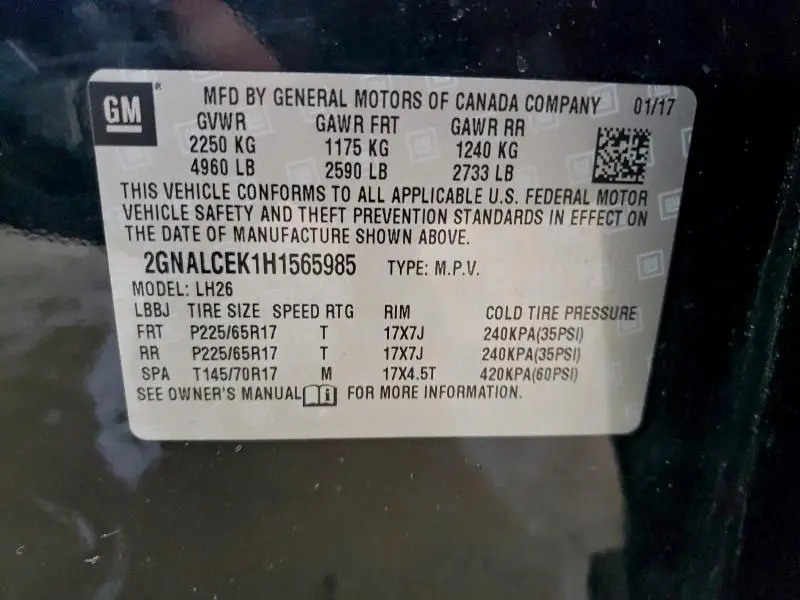 GM
MFD BY GENERAL MOTORS OF CANADA COMPANY 01/17
GVWR GAWR FRT GAWR RR
2250 KG 1175 KG 1240 KG
4960 LB 2590 LB 2733 LB
THIS VEHICLE CONFORMS TO ALL APPLICABLE U.S. FEDERAL MOTOR
VEHICLE SAFETY AND THEFT PREVENTION STANDARDS IN EFFECT ON
THE DATE OF MANUFACTURE SHOWN ABOVE.
2GNALCEK1H1565985 TYPE: M.P.V.
MODEL: LH26
LBBJ TIRE SIZE SPEED RTG RIM COLD TIRE PRESSURE
FRT P225/65R17 T 17X7J 240KPA(35PSI)
RR P225/65R17 T 17X7J 240KPA(35PSI)
SPA T145/70R17 M 17X4.5T 420KPA(60PSI)
SEE OWNER'S MANUAL i FOR MORE INFORMATION.